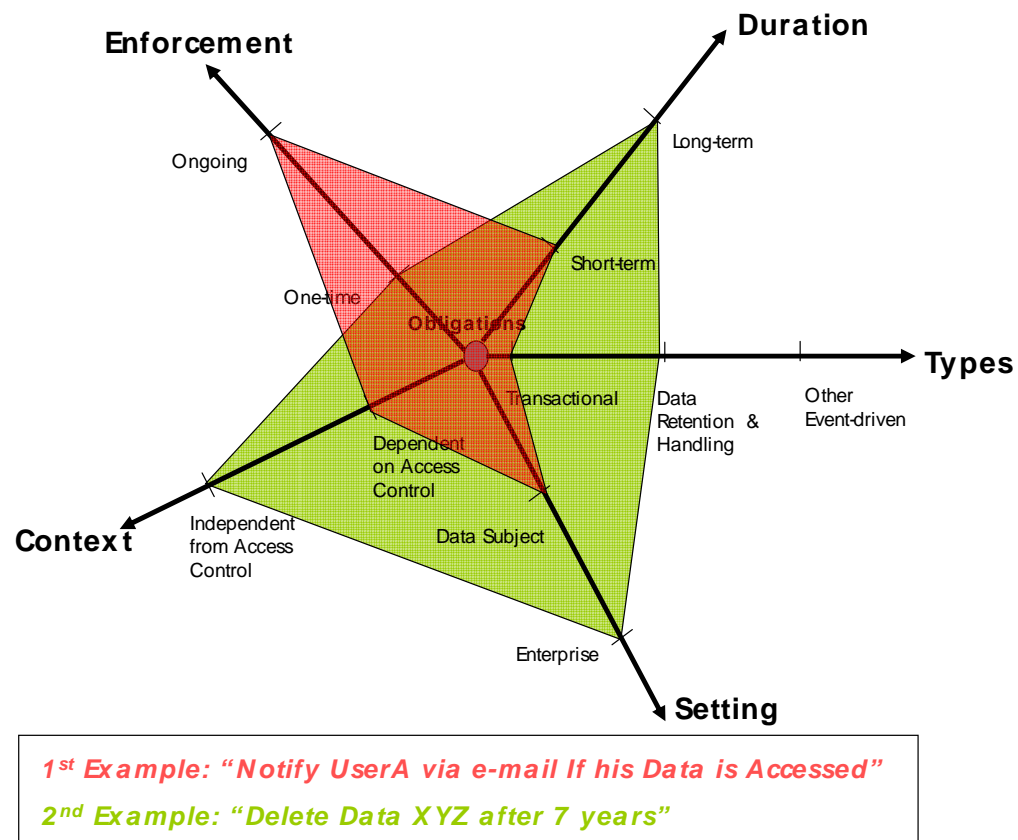 Duration
Enforcement
Long-term
Ongoing
Short-term
One-time
Obligations
Types
Transactional
Data
Retention &
Handling
Other
Event-driven
Dependent
on Access
Control
Independent
from Access
Control
Context
Data Subject
Enterprise
Setting
1st Example: “Notify UserA via e-mail If his Data is Accessed”
2nd Example: “Delete Data XYZ after 7 years”